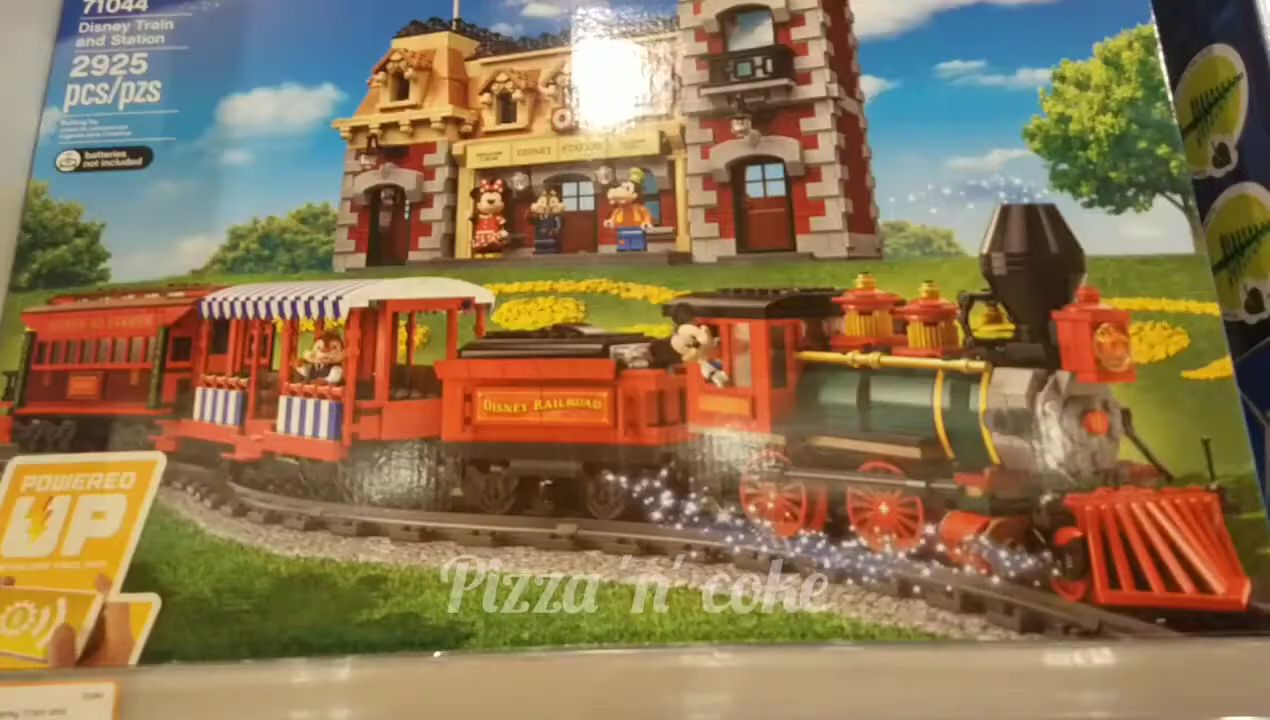 71044
Disney Train
and Station
2925
pcs/pzs
batteries
not included
DISNEY STATION
DISNEY RAILROAD
POWERED
UP
Pizza 'n' coke